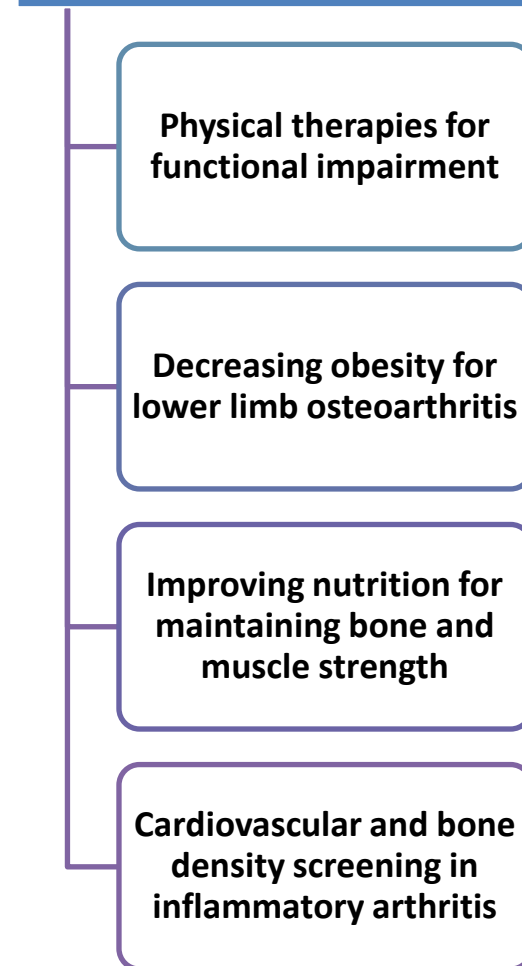 Physical therapies for
functional impairment
Decreasing obesity for
lower limb osteoarthritis
Improving nutrition for
maintaining bone and
muscle strength
Cardiovascular and bone
density screening in
inflammatory arthritis